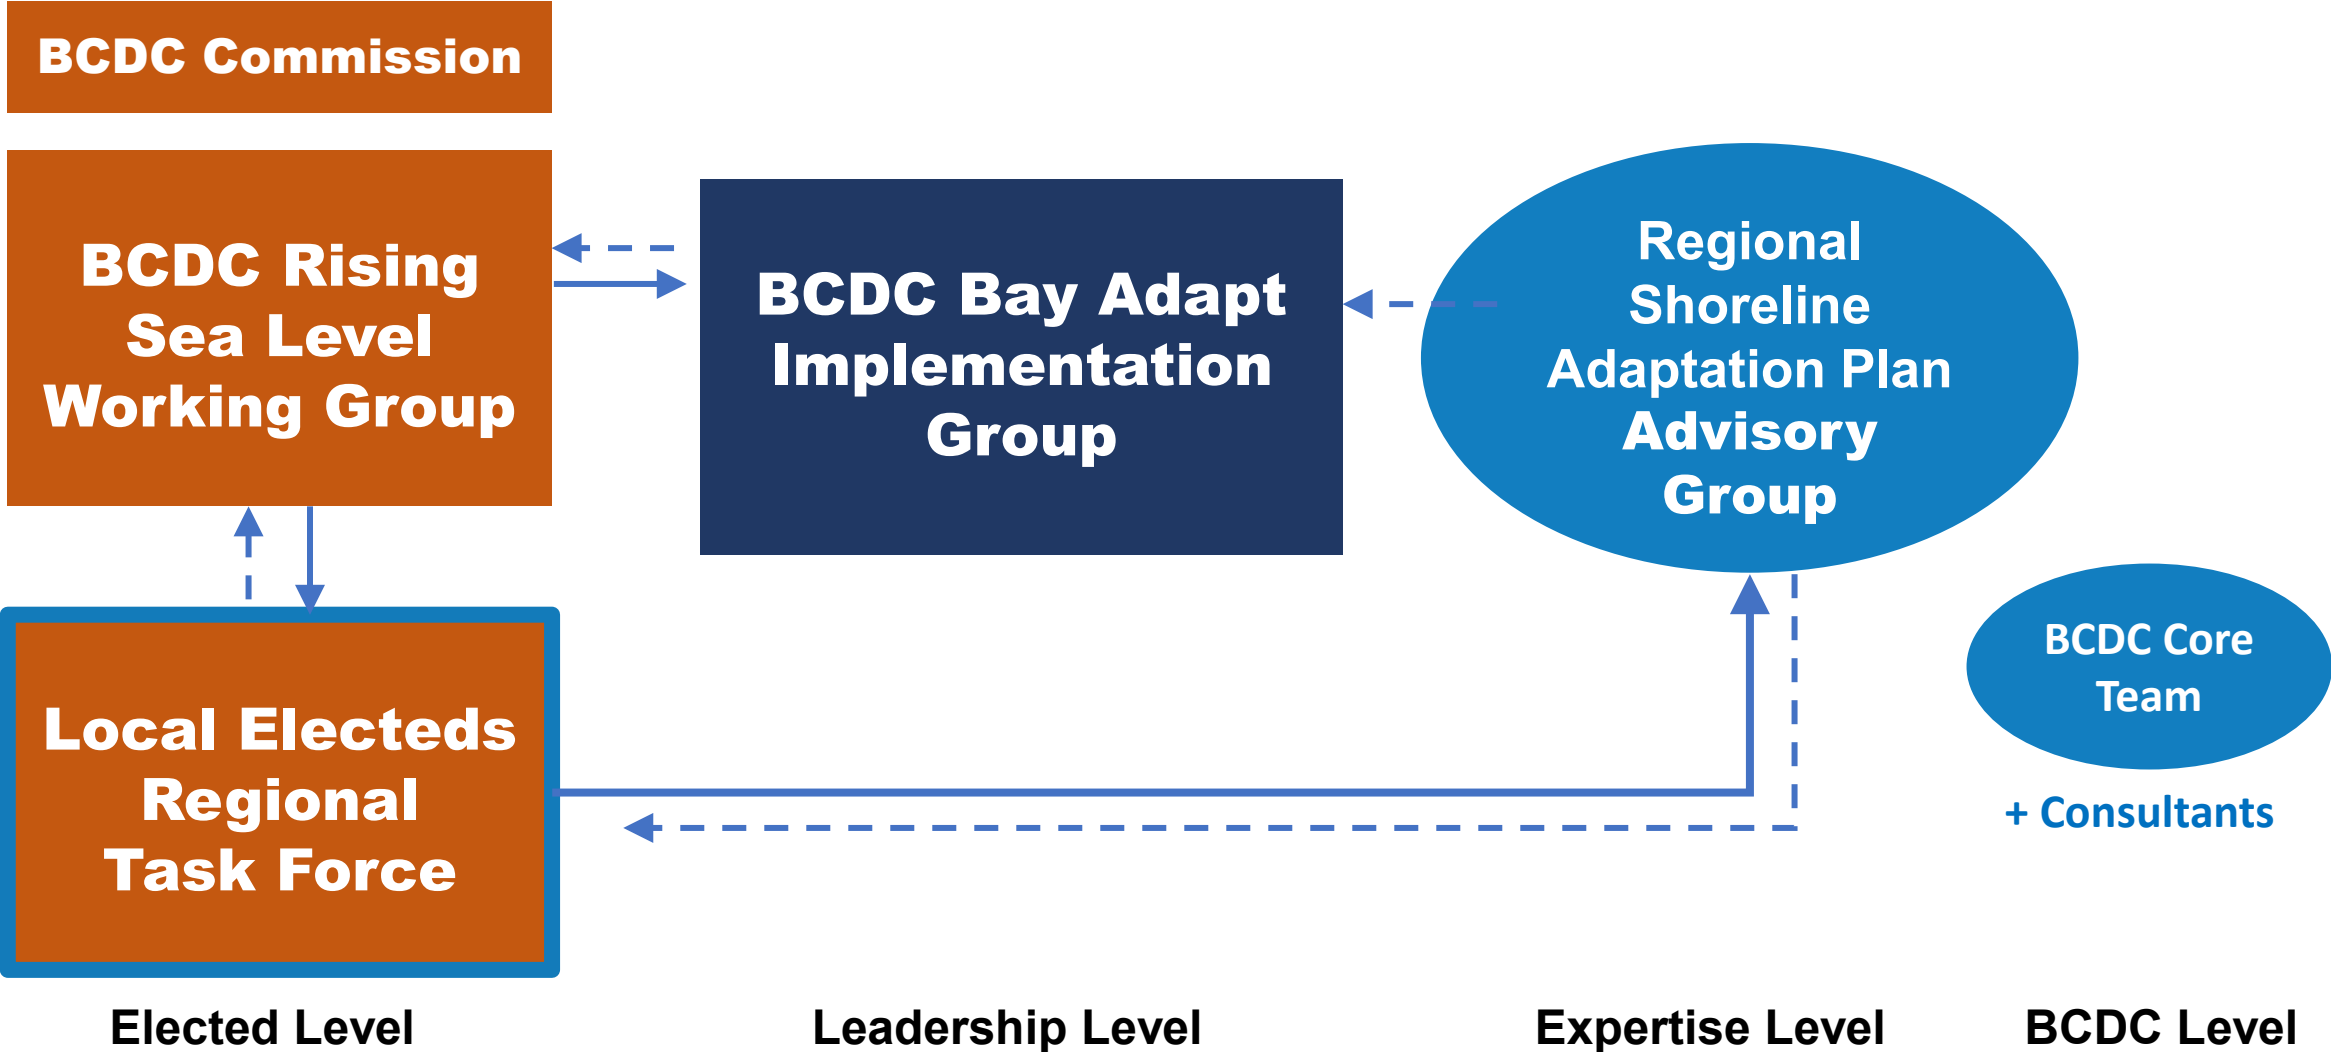 BCDC Commission
BCDC Rising
Sea Level
Working Group
BCDC Bay Adapt
Implementation
Group
Regional
Shoreline
Adaptation Plan
Advisory
Group
BCDC Core
Team
+ Consultants
Local Electeds
Regional
Task Force
Elected Level
Leadership Level
Expertise Level
BCDC Level